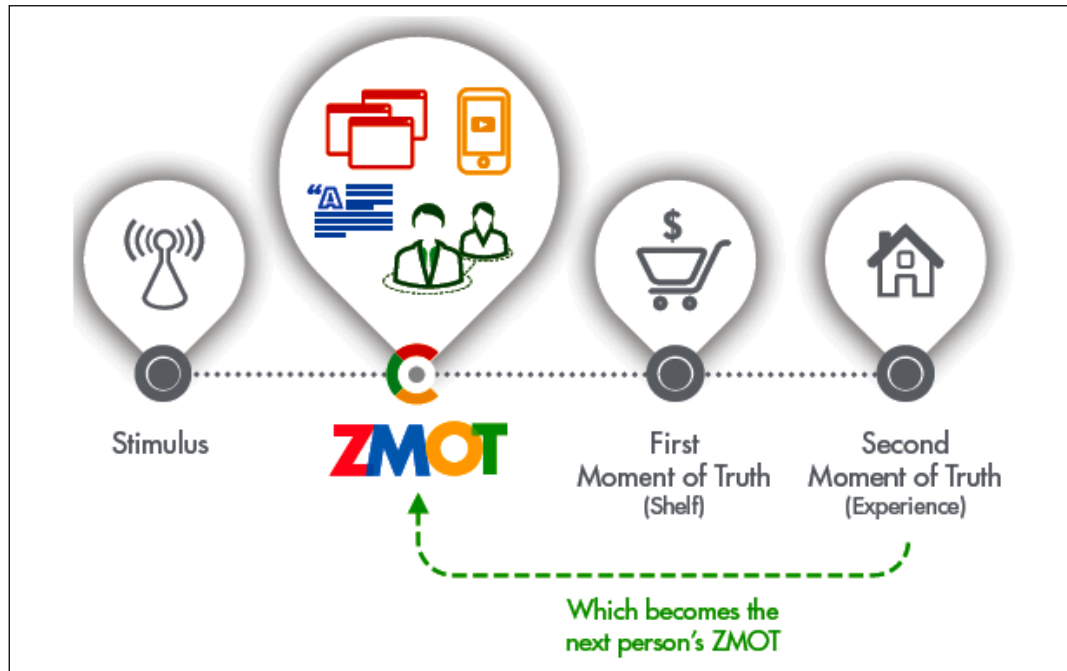 “A
$
Stimulus
ZMOT
First
Moment of Truth
(Shelf)
Second
Moment of Truth
(Experience)
Which becomes the
next person’s ZMOT